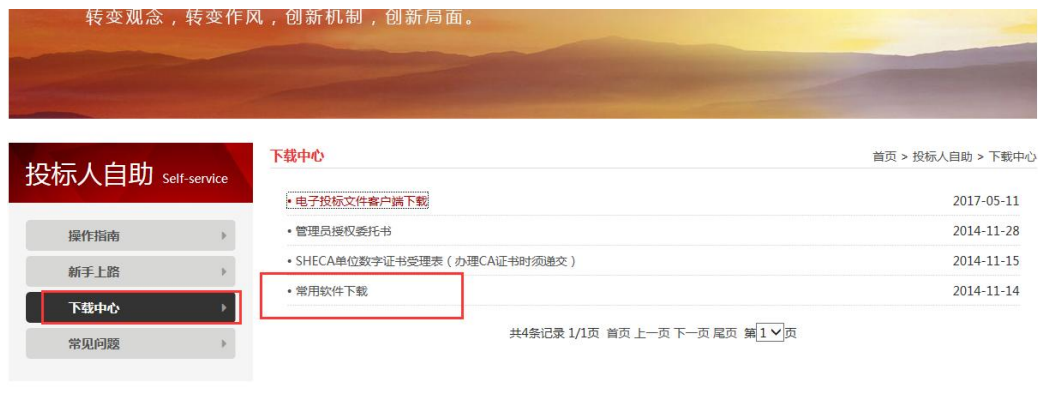 转变观念，转变作风，创新机制，创新局面。
投标人自助 Self-service
操作指南
新手上路
下载中心
常见问题
下载中心 首页 > 投标人自助 > 下载中心
• 电子投标文件客户端下载 2017-05-11
• 管理员授权委托书 2014-11-28
• SHECA单位数字证书受理表（办理CA证书时须递交） 2014-11-15
• 常用软件下载 2014-11-14
共4条记录 1/1页 首页 上一页 下一页 尾页 第1页